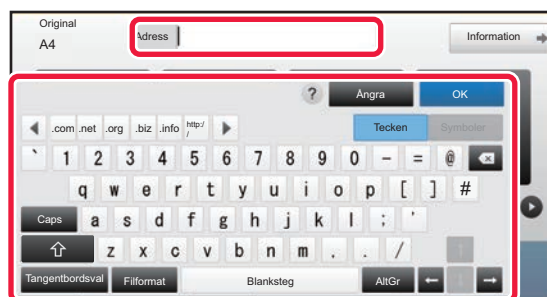 Original
A4
Adress
Information
? Ångra OK
.com .net .org .biz .info http:/
/
Tecken Symboler
` 1 2 3 4 5 6 7 8 9 0 - = @
q w e r t y u i o p [ ] #
Caps a s d f g h j k l ; '
z x c v b n m . . /
Tangentbordsval Filformat Blanksteg AltGr